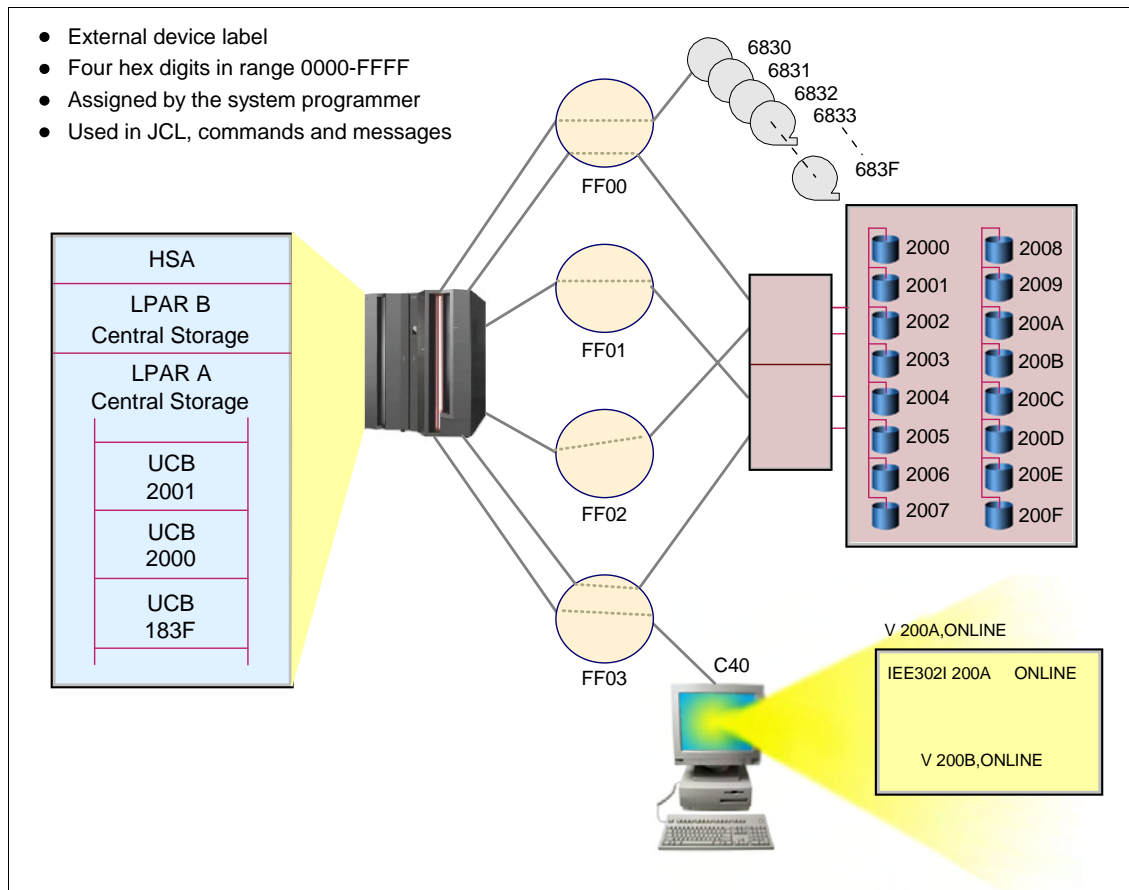 External device label
Four hex digits in range 0000-FFFF
Assigned by the system programmer
Used in JCL, commands and messages
HSA
LPAR B
Central Storage
LPAR A
Central Storage
UCB
2001
UCB
2000
UCB
183F
FF00
FF01
FF02
FF03
6830
6831
6832
6833
683F
2000
2001
2002
2003
2004
2005
2006
2007
2008
2009
200A
200B
200C
200D
200E
200F
C40
V 200A,ONLINE
IEE302I 200A ONLINE
V 200B,ONLINE